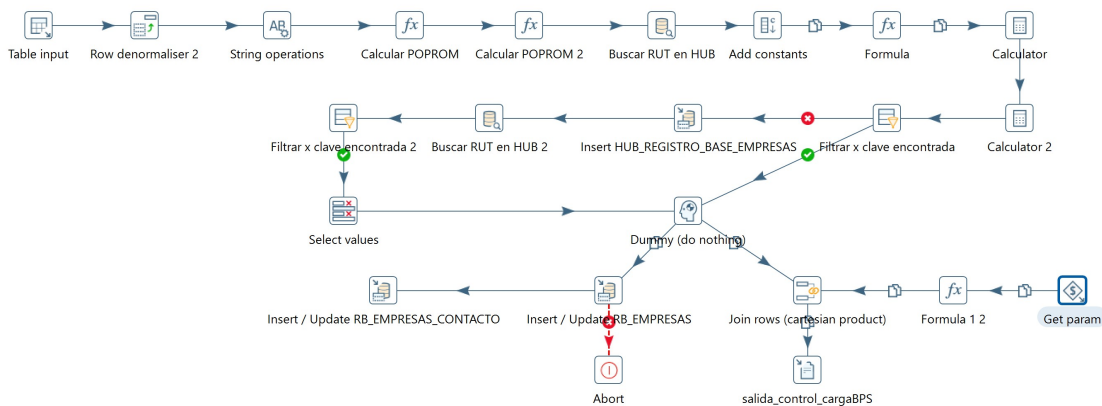 Table input
Row denormaliser 2
String operations
Calcular POPROM
Calcular POPROM 2
Buscar RUT en HUB
Add constants
Formula
Calculator
Filtrar x clave encontrada 2
Buscar RUT en HUB 2
Insert HUB_REGISTRO_BASE_EMPRESAS
Filtrar x clave encontrada
Calculator 2
Select values
Dummy (do nothing)
Insert / Update RB_EMPRESAS_CONTACTO
Insert / Update RB_EMPRESAS
Join rows (cartesian product)
Formula 1 2
Get param
Abort
salida_control_cargaBPS